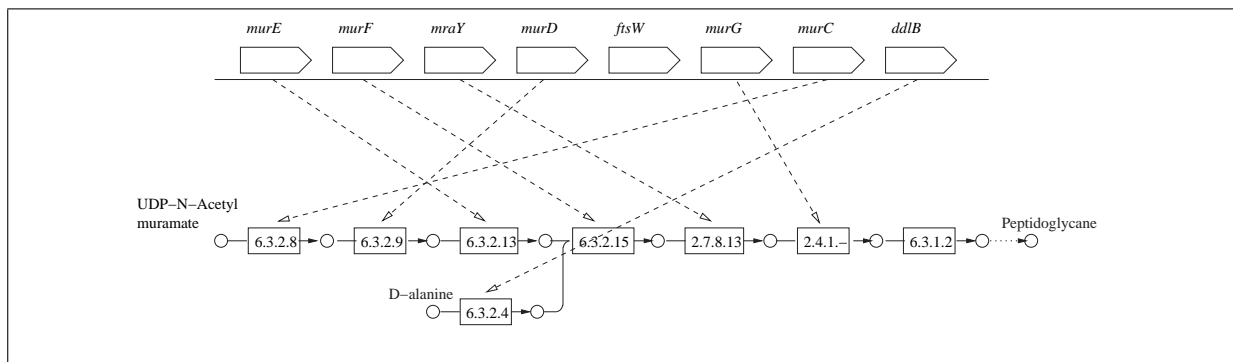 murE murF mraY murD ftsW murG murC ddlB
UDP−N−Acetyl
muramate
Peptidoglycane
6.3.2.8 6.3.2.9 6.3.2.13 6.3.2.15 2.7.8.13 2.4.1.− 6.3.1.2
D−alanine
6.3.2.4